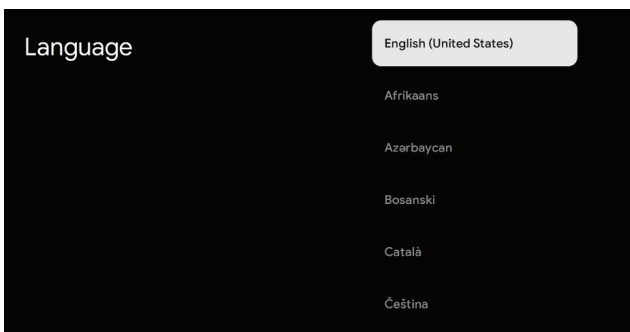 Language
English (United States)
Afrikaans
Azərbaycan
Bosanski
Català
Čeština